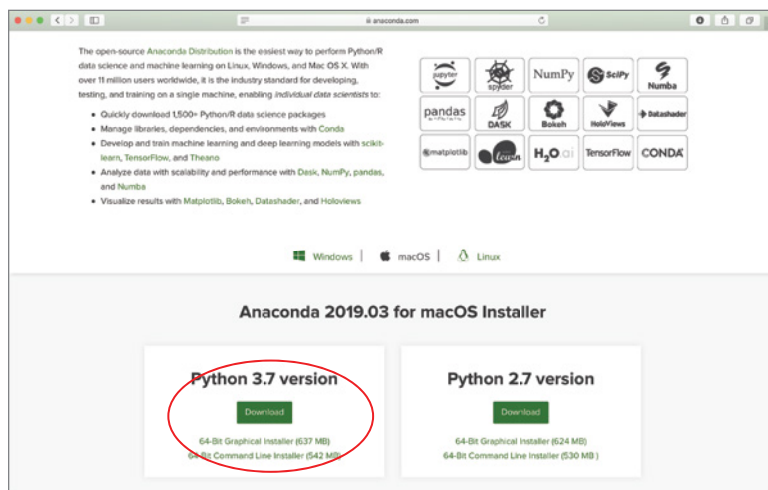 anaconda.com
The open-source Anaconda Distribution is the easiest way to perform Python/R
data science and machine learning on Linux, Windows, and Mac OS X. With
over 11 million users worldwide, it is the industry standard for developing,
testing, and training on a single machine, enabling individual data scientists to:
• Quickly download 1,500+ Python/R data science packages
• Manage libraries, dependencies, and environments with Conda
• Develop and train machine learning and deep learning models with scikit-
learn, TensorFlow, and Theano
• Analyze data with scalability and performance with Dask, NumPy, pandas,
and Numba
• Visualize results with Matplotlib, Bokeh, Datashader, and Holoviews
jupyter
spyder
NumPy
SciPy
Numba
pandas
DASK
Bokeh
HoloViews
Datashader
matplotlib
learn
H2O.ai
TensorFlow
CONDA
Windows | macOS | Linux
Anaconda 2019.03 for macOS Installer
Python 3.7 version
Download
64-Bit Graphical Installer (637 MB)
64-Bit Command Line Installer (542 MB)
Python 2.7 version
Download
64-Bit Graphical Installer (624 MB)
64-Bit Command Line Installer (530 MB )